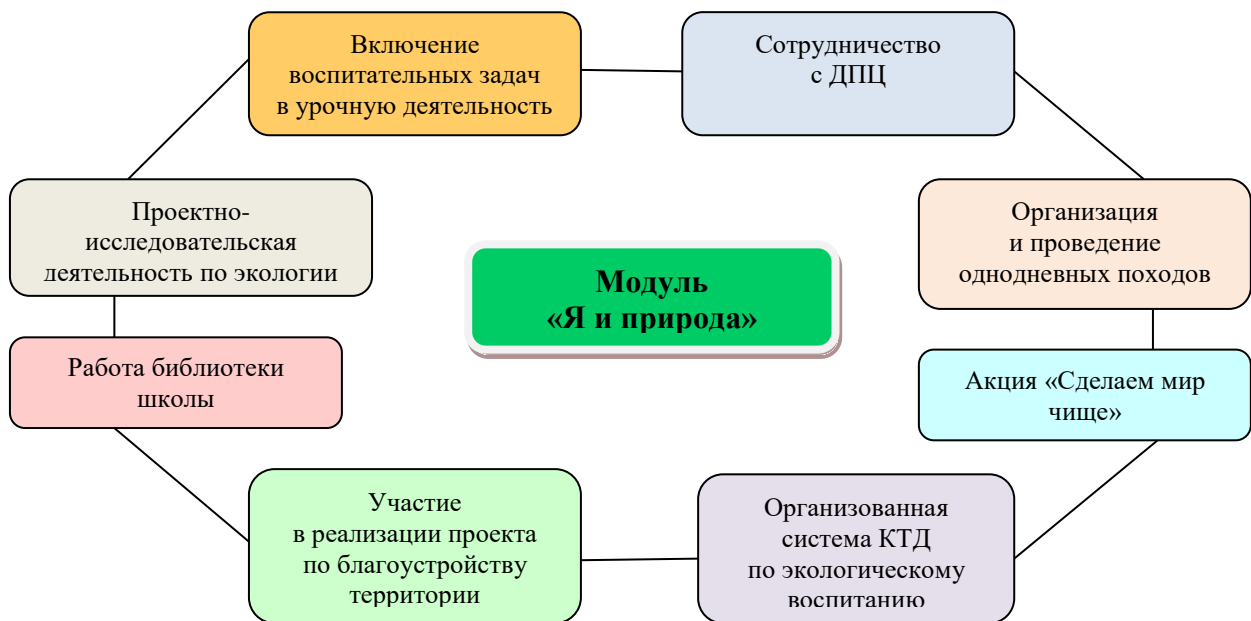 Включение
воспитательных задач
в урочную деятельность
Сотрудничество
с ДПЦ
Проектно-
исследовательская
деятельность по экологии
Организация
и проведение
однодневных походов
Модуль
«Я и природа»
Работа библиотеки
школы
Акция «Сделаем мир
чище»
Участие
в реализации проекта
по благоустройству
территории
Организованная
система КТД
по экологическому
воспитанию